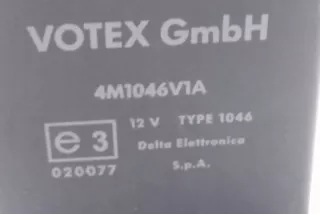 VOTEX GmbH
4M1046V1A
e 3 12 V TYPE 1046
Delta Elettronica
020077 S.p.A.